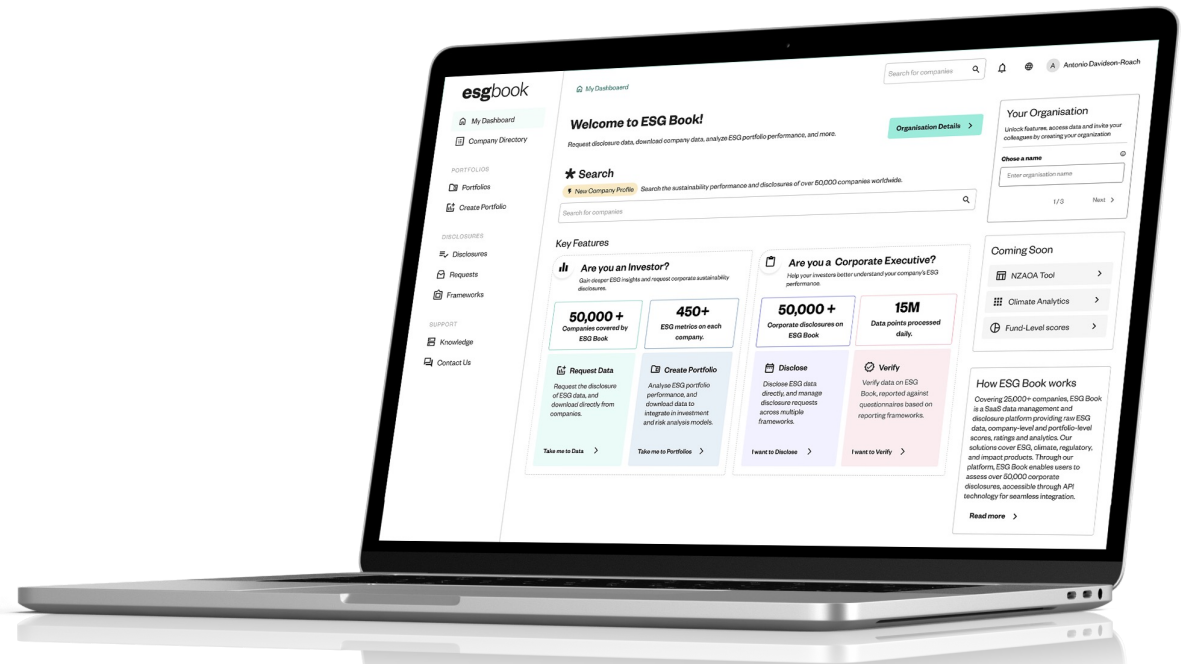 esgbook
My Dashboard
Company Directory
PORTFOLIOS
Portfolios
Create Portfolio
DISCLOSURES
Disclosures
Requests
Frameworks
SUPPORT
Knowledge
Contact Us
My Dashboaerd
Search for companies
A Antonio Davidson-Roach
Welcome to ESG Book!
Request disclosure data, download company data, analyze ESG portfolio performance, and more.
Organisation Details
Search
New Company Profile Search the sustainability performance and disclosures of over 50,000 companies worldwide.
Search for companies
Key Features
Are you an Investor?
Gain deeper ESG insights and request corporate sustainability
disclosures.
50,000 +
Companies covered by
ESG Book
450+
ESG metrics on each
company.
Request Data
Request the disclosure
of ESG data, and
download directly from
companies.
Take me to Data
Create Portfolio
Analyse ESG portfolio
performance, and
download data to
integrate in investment
and risk analysis models.
Take me to Portfolios
Are you a Corporate Executive?
Help your investors better understand your company's ESG
performance.
50,000 +
Corporate disclosures on
ESG Book
15M
Data points processed
daily.
Disclose
Disclose ESG data
directly, and manage
disclosure requests
across multiple
frameworks.
I want to Disclose
Verify
Verify data on ESG
Book, reported against
questionnaires based on
reporting frameworks.
I want to Verify
Your Organisation
Unlock features, access data and invite your
colleagues by creating your organization
Chose a name
Enter organisation name
1/3
Next
Coming Soon
NZAOA Tool
Climate Analytics
Fund-Level scores
How ESG Book works
Covering 25,000+ companies, ESG Book
is a SaaS data management and
disclosure platform providing raw ESG
data, company-level and portfolio-level
scores, ratings and analytics. Our
solutions cover ESG, climate, regulatory,
and impact products. Through our
platform, ESG Book enables users to
assess over 50,000 corporate
disclosures, accessible through API
technology for seamless integration.
Read more